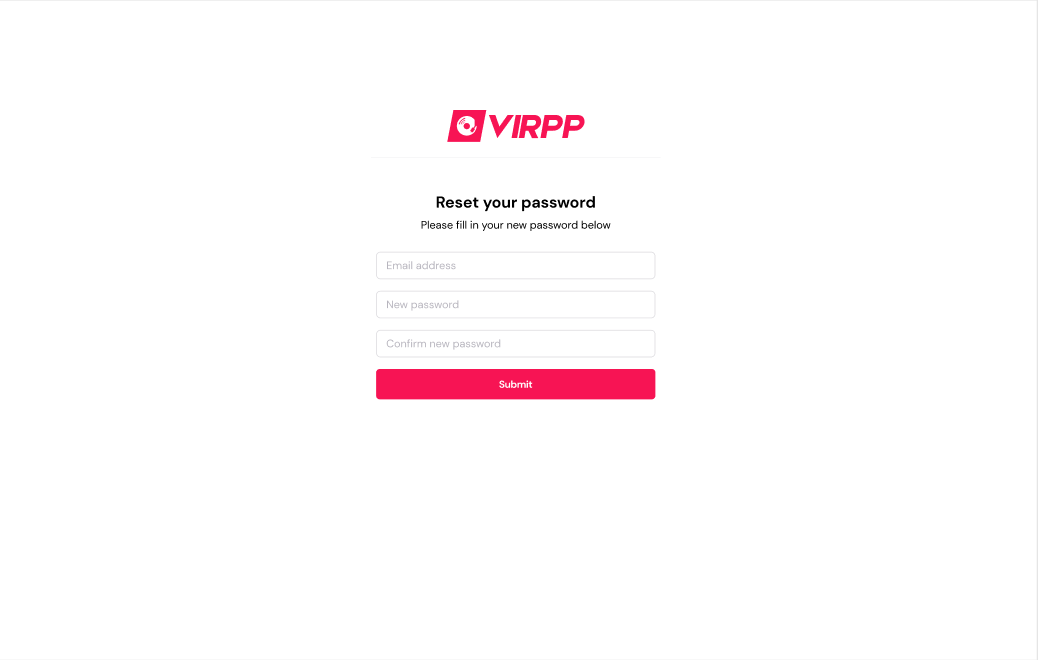 VIRPP
Reset your password
Please fill in your new password below
Email address
New password
Confirm new password
Submit